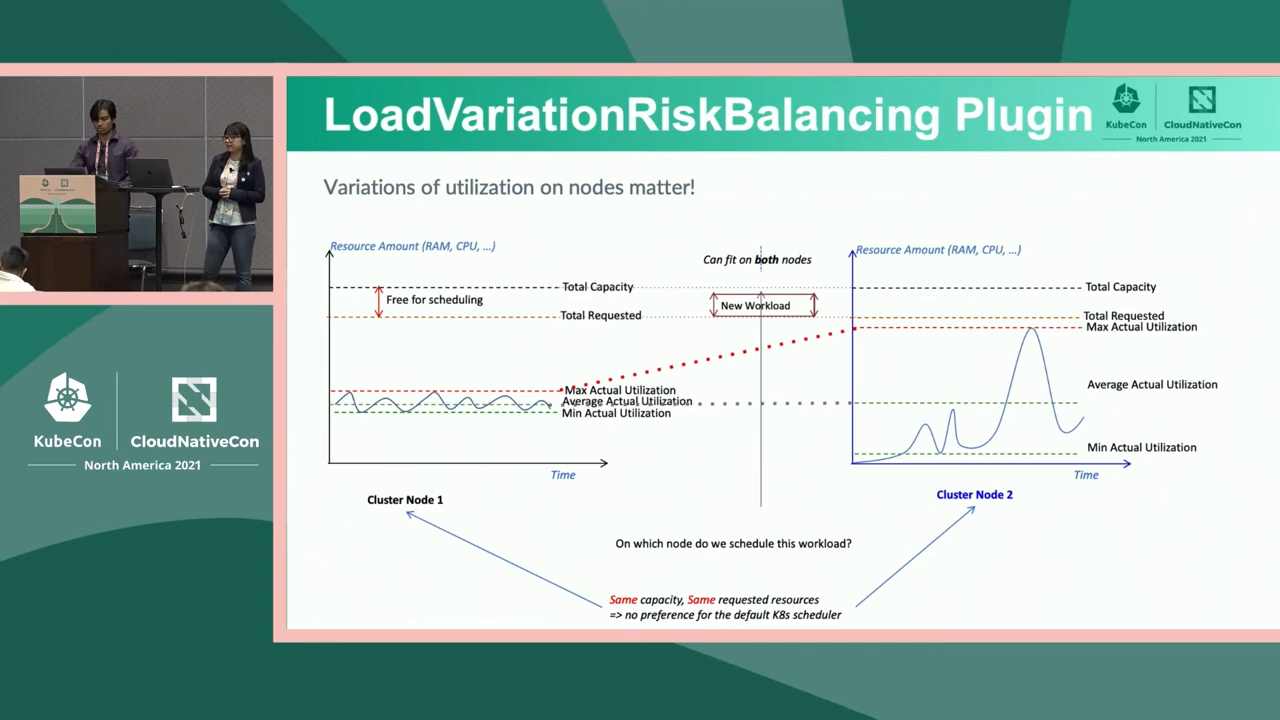 LoadVariationRiskBalancing Plugin
KubeCon
CloudNativeCon
North America 2021
Variations of utilization on nodes matter!
Resource Amount (RAM, CPU, ...)
Free for scheduling
Total Capacity
Total Requested
Max Actual Utilization
Average Actual Utilization
Min Actual Utilization
Time
Cluster Node 1
Can fit on both nodes
New Workload
Resource Amount (RAM, CPU, ...)
Total Capacity
Total Requested
Max Actual Utilization
Average Actual Utilization
Min Actual Utilization
Time
Cluster Node 2
On which node do we schedule this workload?
Same capacity, Same requested resources
=> no preference for the default K8s scheduler
KubeCon
CloudNativeCon
North America 2021